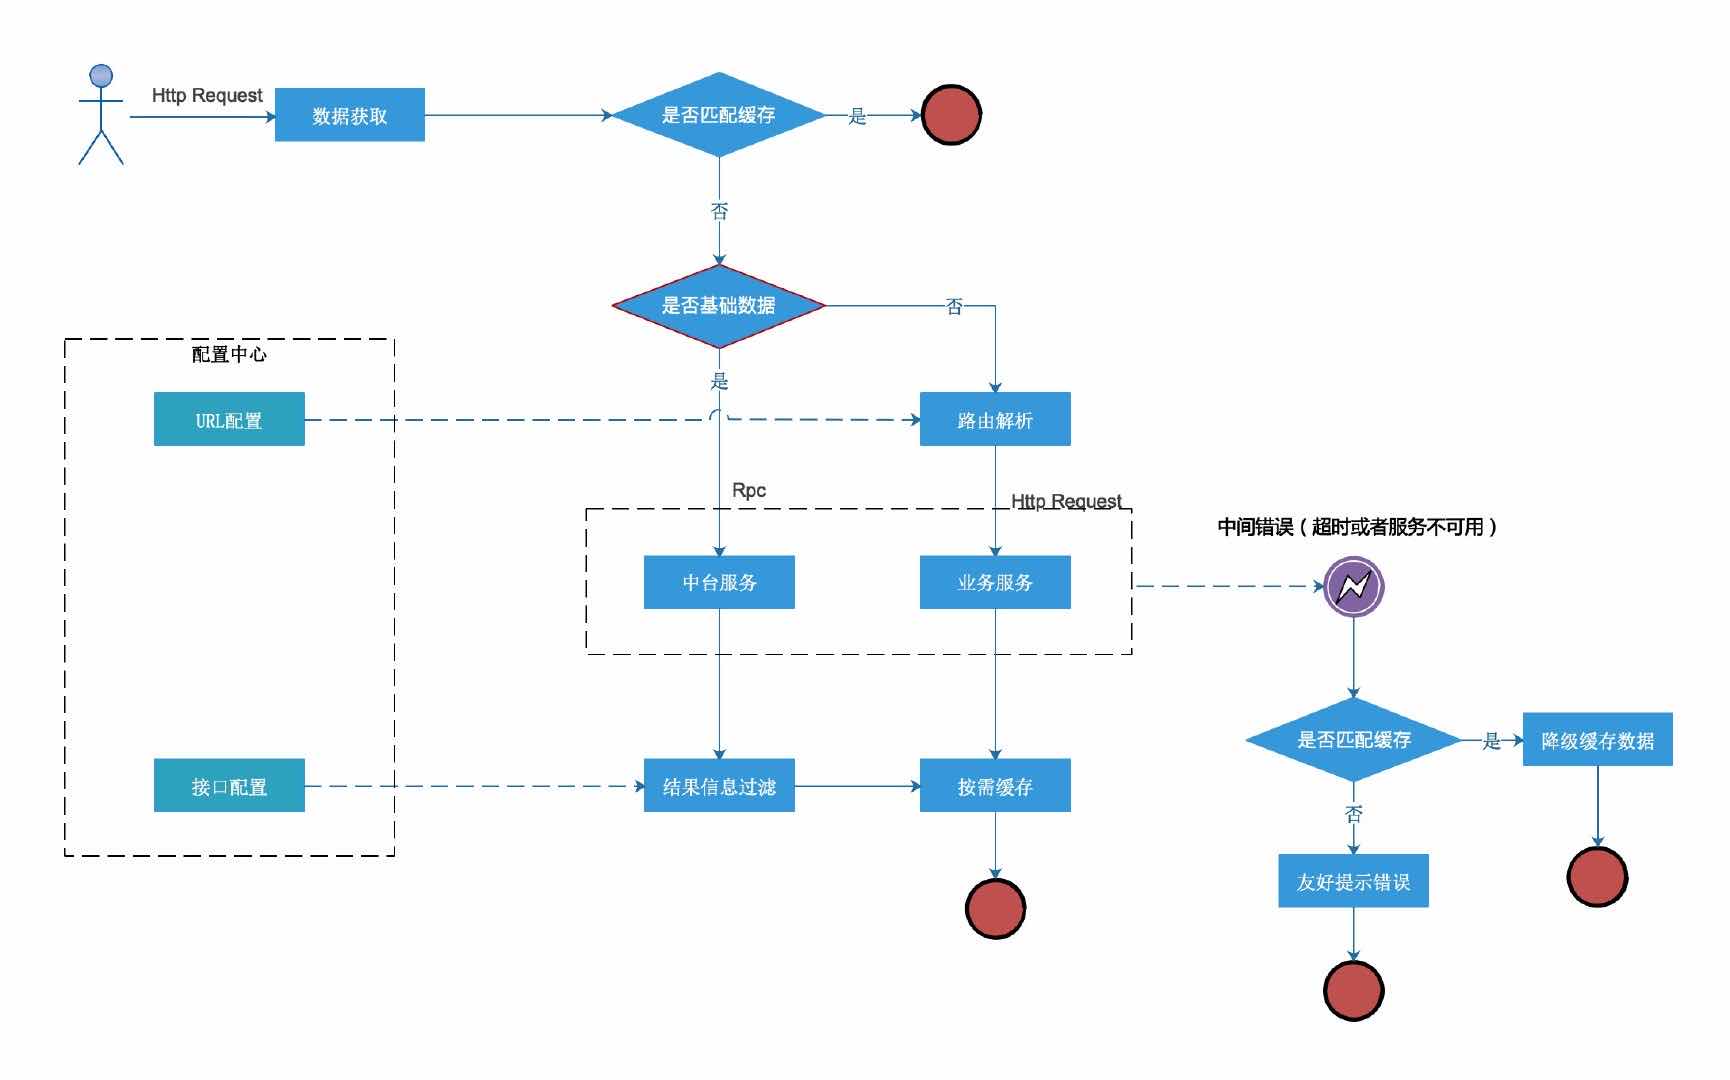 Http Request
数据获取
是否匹配缓存
是
否
是否基础数据
否
是
配置中心
URL配置
路由解析
Rpc
Http Request
中间错误（超时或者服务不可用）
中台服务
业务服务
是否匹配缓存
是
降级缓存数据
接口配置
结果信息过滤
按需缓存
否
友好提示错误